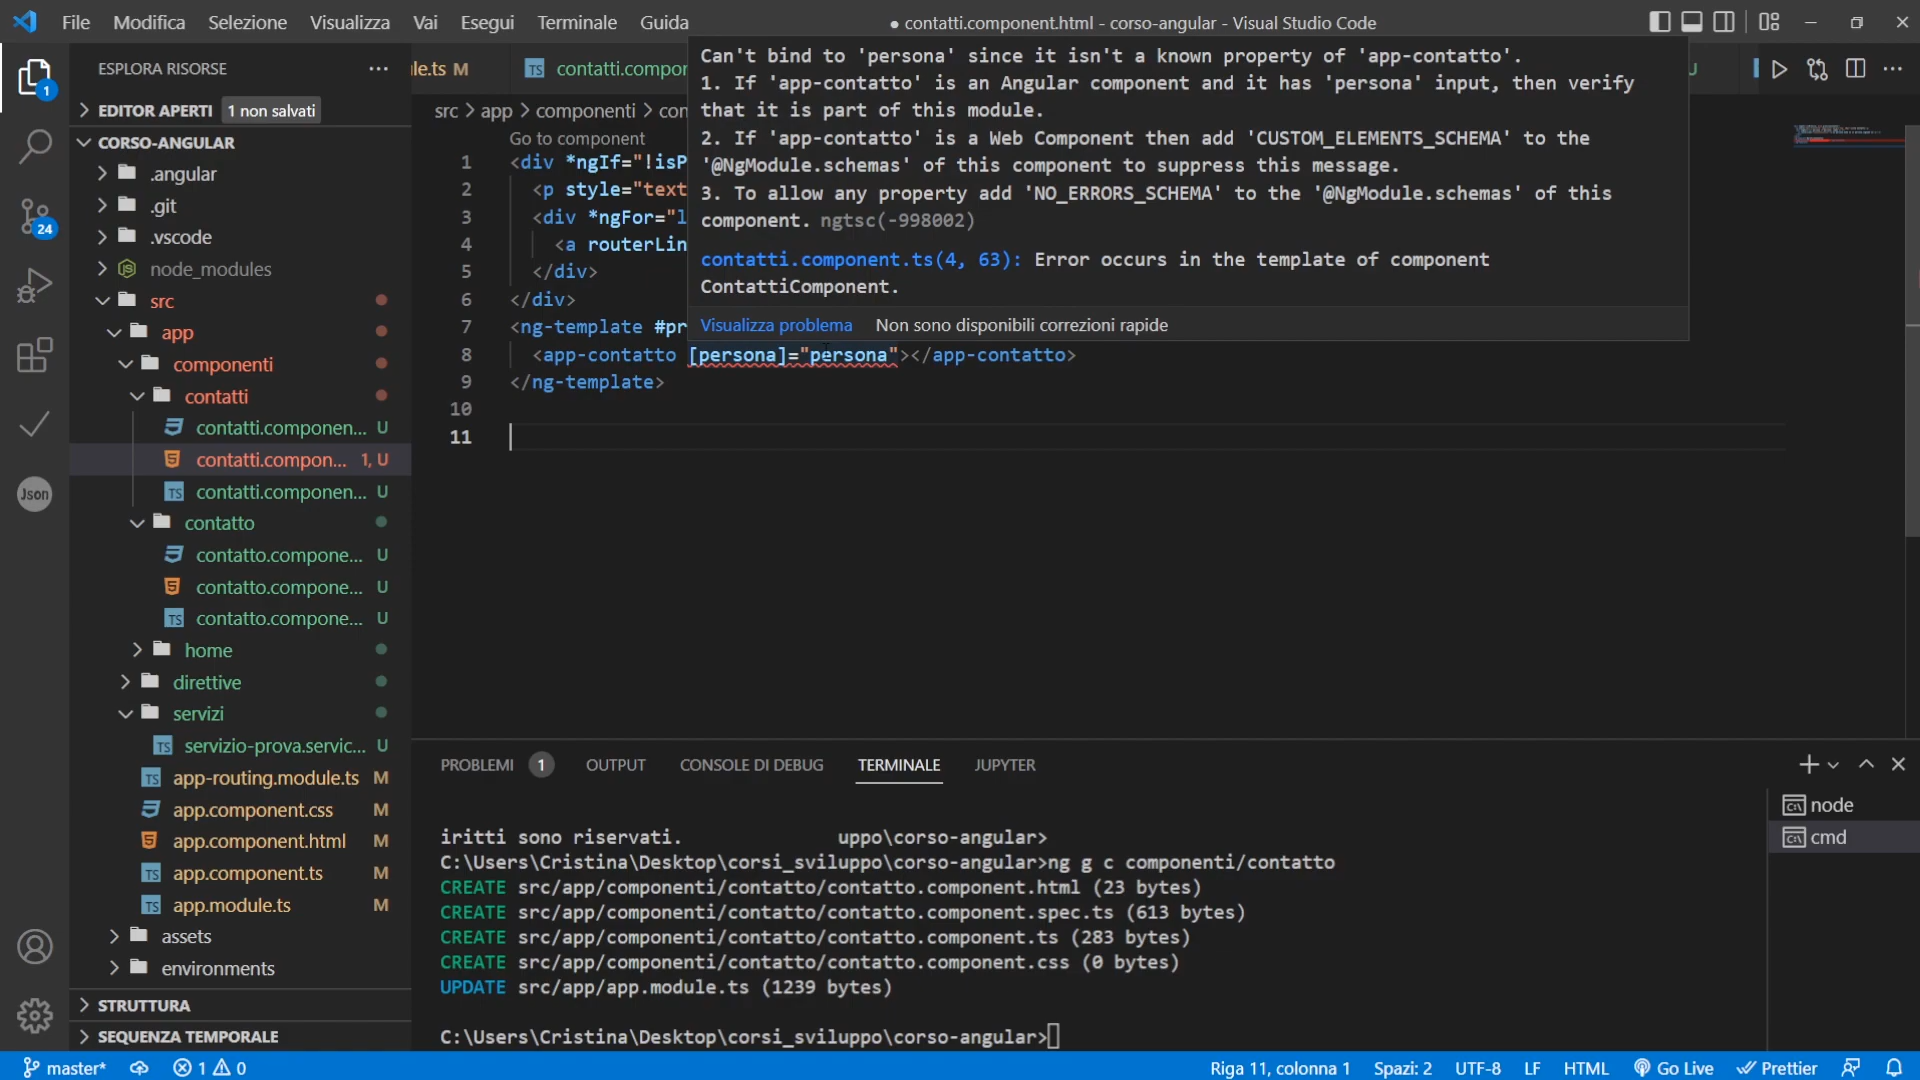 File Modifica Selezione Visualizza Vai Esegui Terminale Guida
● contatti.component.html - corso-angular - Visual Studio Code
ESPLORA RISORSE
EDITOR APERTI 1 non salvati
CORSO-ANGULAR
.angular
.git
.vscode
node_modules
src
app
componenti
contatti
contatti.componen... U
contatti.compon... 1, U
contatti.componen... U
contatto
contatto.compone... U
contatto.compone... U
contatto.compone... U
home
direttive
servizi
servizio-prova.servic... U
app-routing.module.ts M
app.component.css M
app.component.html M
app.component.ts M
app.module.ts M
assets
environments
STRUTTURA
SEQUENZA TEMPORALE
1
24
Json
le.ts M
TS contatti.compor
src > app > componenti > con
Go to component
1 <div *ngIf="!isP
2 <p style="text
3 <div *ngFor="l
4 <a routerLin
5 </div>
6 </div>
7 <ng-template #pr
8 <app-contatto [persona]="persona"></app-contatto>
9 </ng-template>
10
11
Can't bind to 'persona' since it isn't a known property of 'app-contatto'.
1. If 'app-contatto' is an Angular component and it has 'persona' input, then verify
that it is part of this module.
2. If 'app-contatto' is a Web Component then add 'CUSTOM_ELEMENTS_SCHEMA' to the
'@NgModule.schemas' of this component to suppress this message.
3. To allow any property add 'NO_ERRORS_SCHEMA' to the '@NgModule.schemas' of this
component. ngtsc(-998002)
contatti.component.ts(4, 63): Error occurs in the template of component
ContattiComponent.
Visualizza problema Non sono disponibili correzioni rapide
U
PROBLEMI 1 OUTPUT CONSOLE DI DEBUG TERMINALE JUPYTER
iritti sono riservati. uppo\corso-angular>
C:\Users\Cristina\Desktop\corsi_sviluppo\corso-angular>ng g c componenti/contatto
CREATE src/app/componenti/contatto/contatto.component.html (23 bytes)
CREATE src/app/componenti/contatto/contatto.component.spec.ts (613 bytes)
CREATE src/app/componenti/contatto/contatto.component.ts (283 bytes)
CREATE src/app/componenti/contatto/contatto.component.css (0 bytes)
UPDATE src/app/app.module.ts (1239 bytes)
C:\Users\Cristina\Desktop\corsi_sviluppo\corso-angular>
node
cmd
master* 1 0
Riga 11, colonna 1 Spazi: 2 UTF-8 LF HTML Go Live Prettier